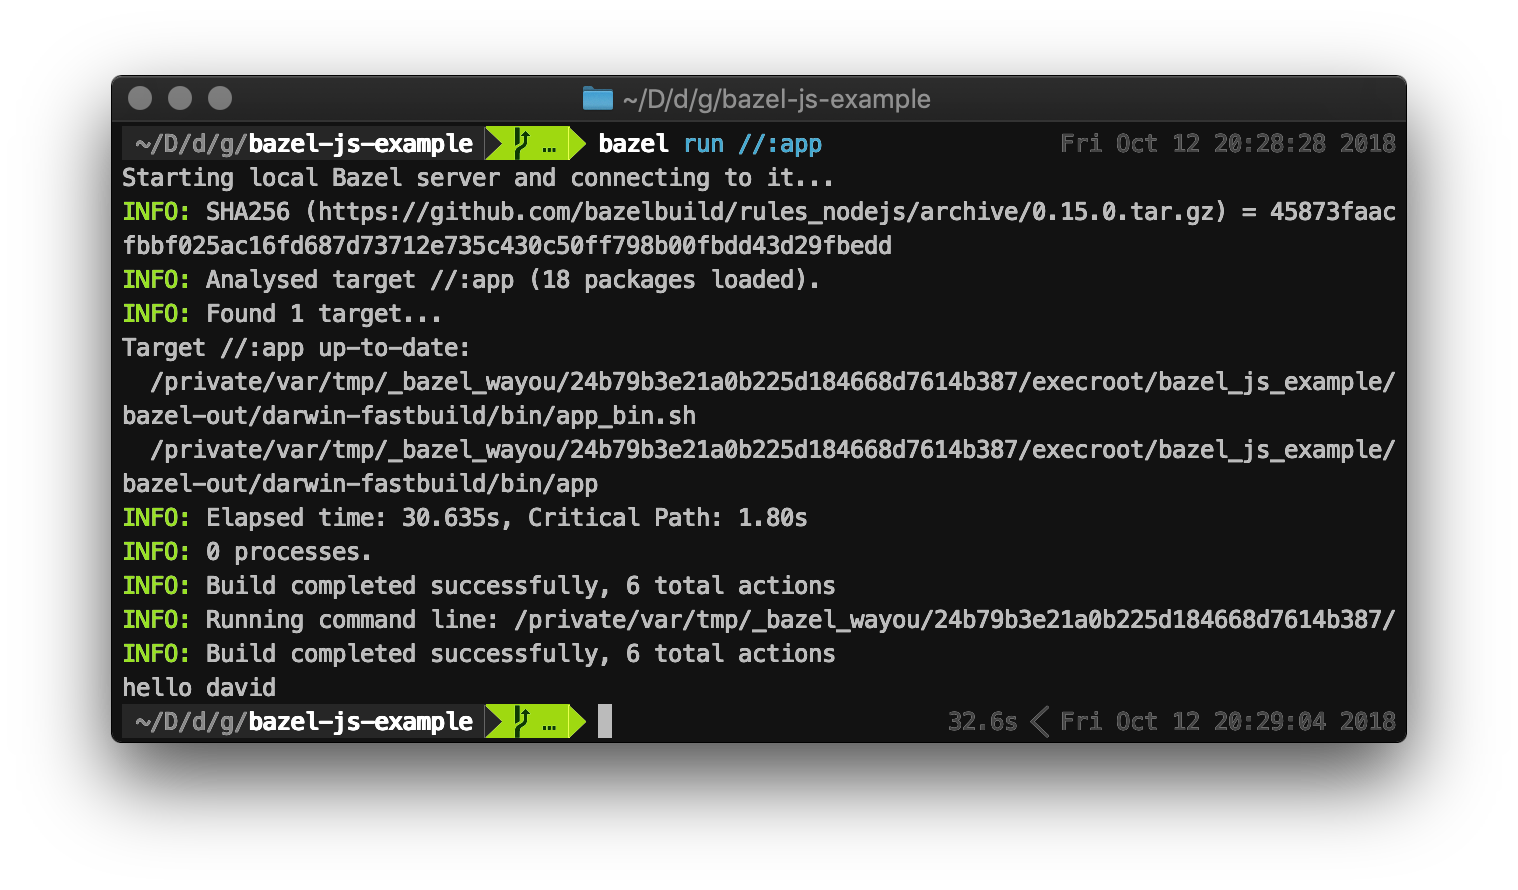 ~/D/d/g/bazel-js-example
~/D/d/g/bazel-js-example … bazel run //:app Fri Oct 12 20:28:28 2018
Starting local Bazel server and connecting to it...
INFO: SHA256 (https://github.com/bazelbuild/rules_nodejs/archive/0.15.0.tar.gz) = 45873faac
fbbf025ac16fd687d73712e735c430c50ff798b00fbdd43d29fbedd
INFO: Analysed target //:app (18 packages loaded).
INFO: Found 1 target...
Target //:app up-to-date:
  /private/var/tmp/_bazel_wayou/24b79b3e21a0b225d184668d7614b387/execroot/bazel_js_example/
bazel-out/darwin-fastbuild/bin/app_bin.sh
  /private/var/tmp/_bazel_wayou/24b79b3e21a0b225d184668d7614b387/execroot/bazel_js_example/
bazel-out/darwin-fastbuild/bin/app
INFO: Elapsed time: 30.635s, Critical Path: 1.80s
INFO: 0 processes.
INFO: Build completed successfully, 6 total actions
INFO: Running command line: /private/var/tmp/_bazel_wayou/24b79b3e21a0b225d184668d7614b387/
INFO: Build completed successfully, 6 total actions
hello david
~/D/d/g/bazel-js-example … 32.6s Fri Oct 12 20:29:04 2018